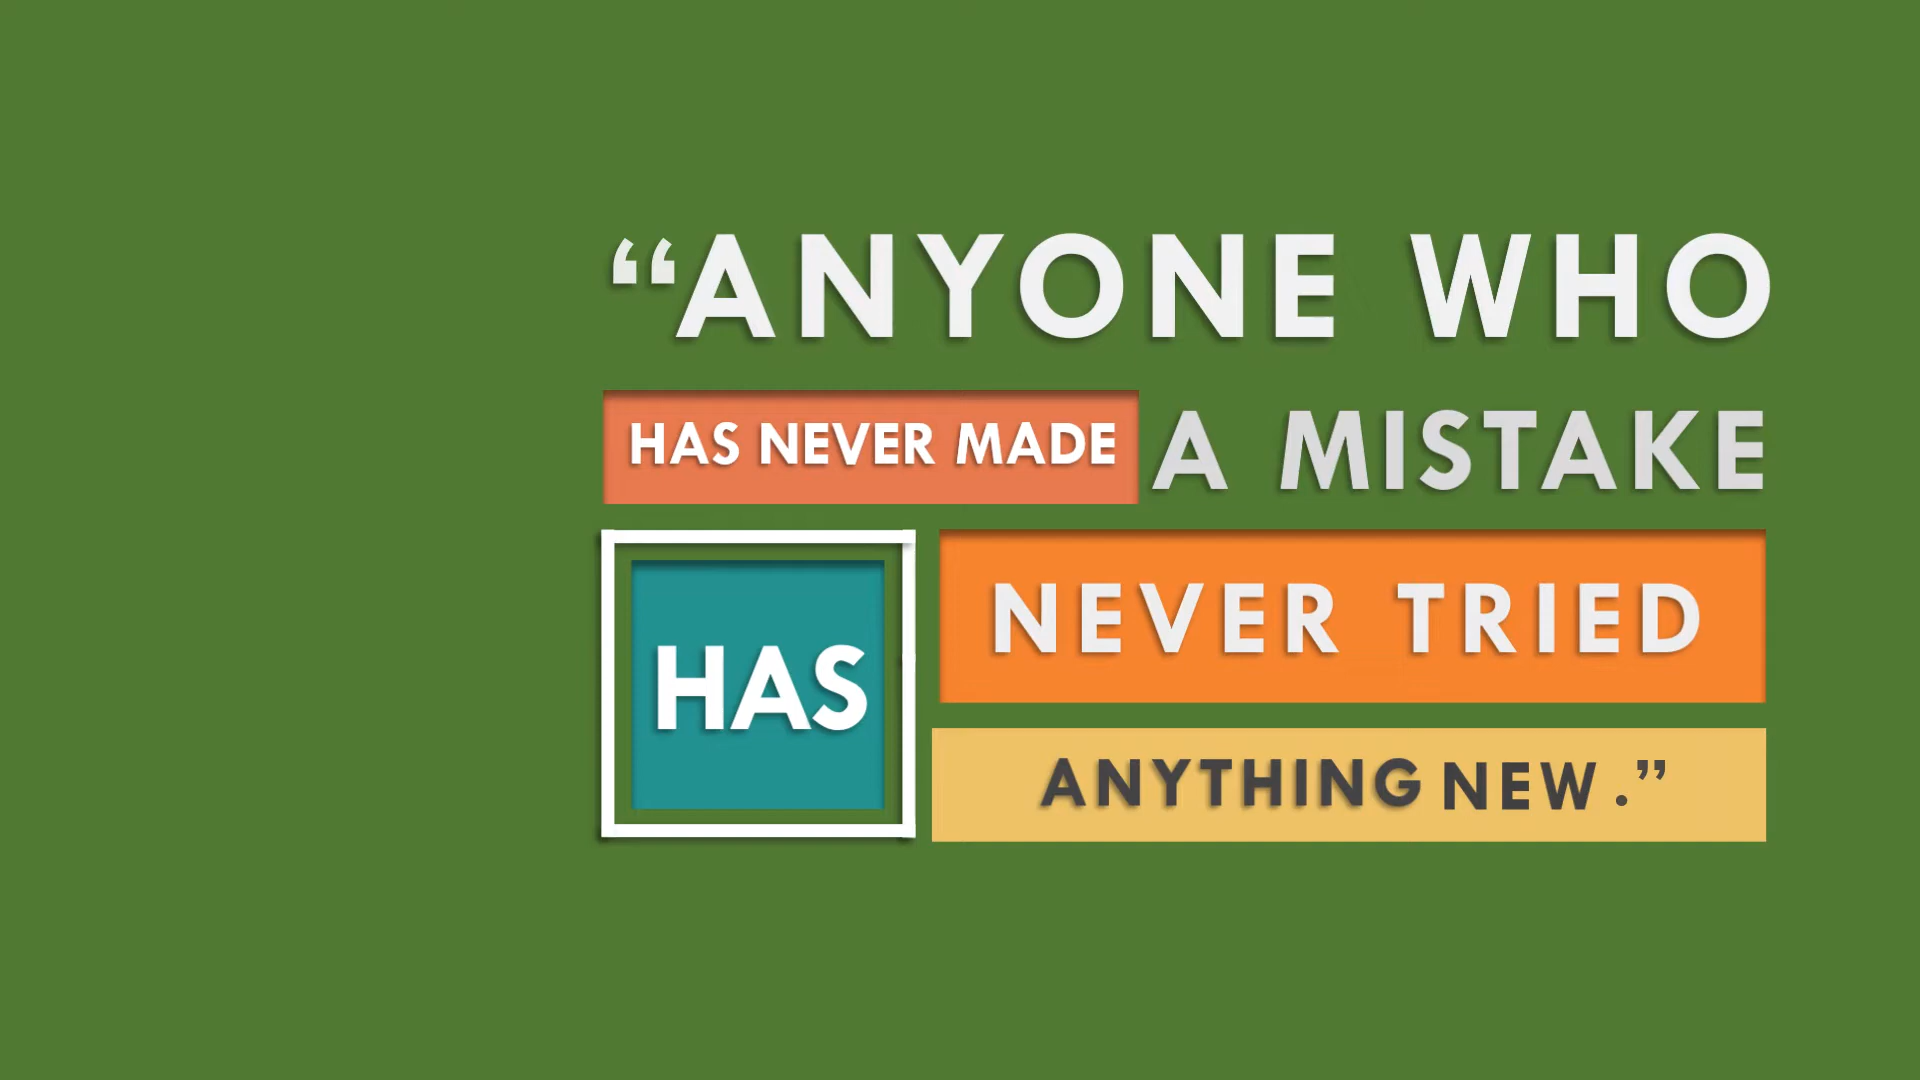 “ANYONE WHO
HAS NEVER MADE A MISTAKE
HAS NEVER TRIED
ANYTHING NEW.”